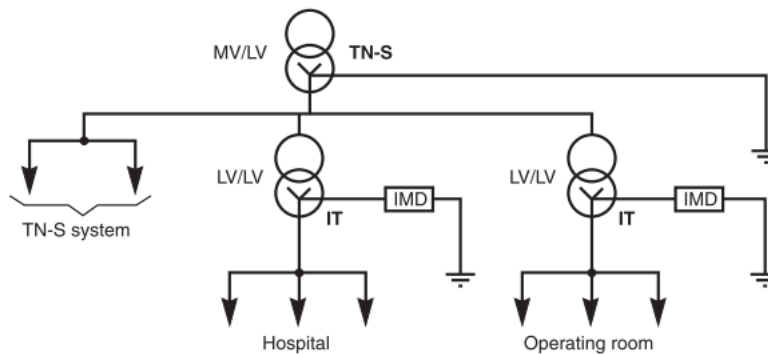 MV/LV
TN-S
LV/LV
IMD
IT
LV/LV
IMD
IT
TN-S system
Hospital
Operating room